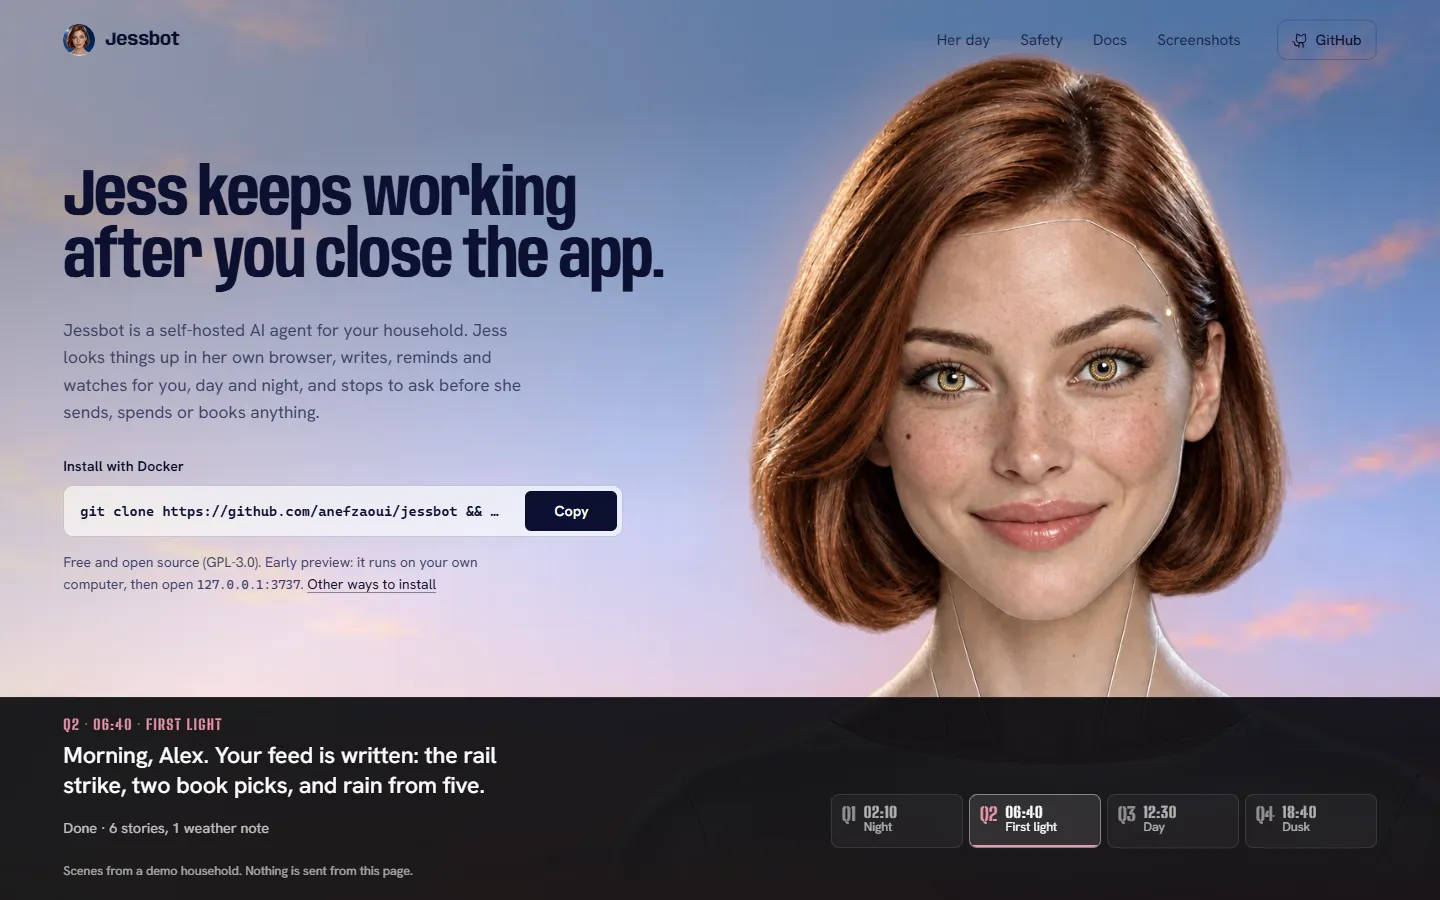 Jessbot
Her day
Safety
Docs
Screenshots
GitHub
Jess keeps working
after you close the app.
Jessbot is a self-hosted AI agent for your household. Jess
looks things up in her own browser, writes, reminds and
watches for you, day and night, and stops to ask before she
sends, spends or books anything.
Install with Docker
git clone https://github.com/anefzaoui/jessbot && …
Copy
Free and open source (GPL-3.0). Early preview: it runs on your own
computer, then open 127.0.0.1:3737. Other ways to install
Q2 · 06:40 · FIRST LIGHT
Morning, Alex. Your feed is written: the rail
strike, two book picks, and rain from five.
Done · 6 stories, 1 weather note
Scenes from a demo household. Nothing is sent from this page.
Q1 02:10
Night
Q2 06:40
First light
Q3 12:30
Day
Q4 18:40
Dusk